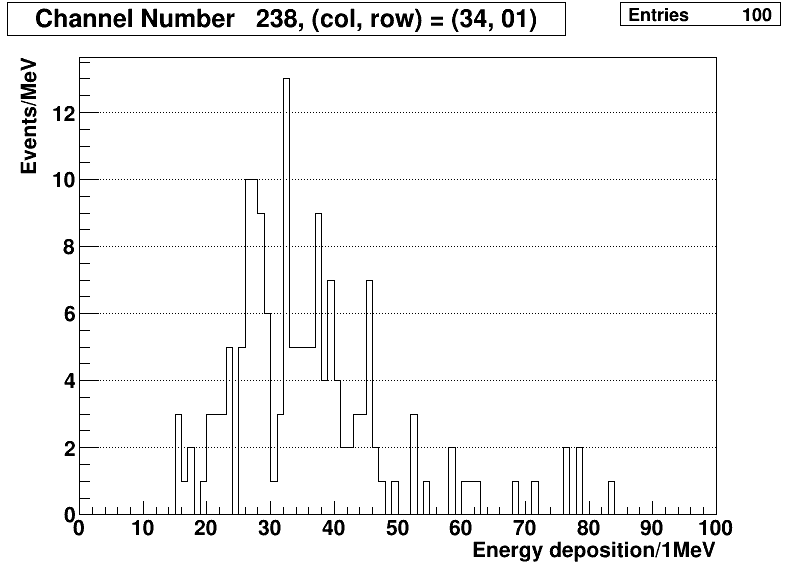 Channel Number 238, (col, row) = (34, 01)
Entries 100
Events/MeV
12
10
8
6
4
2
0
0 10 20 30 40 50 60 70 80 90 100
Energy deposition/1MeV